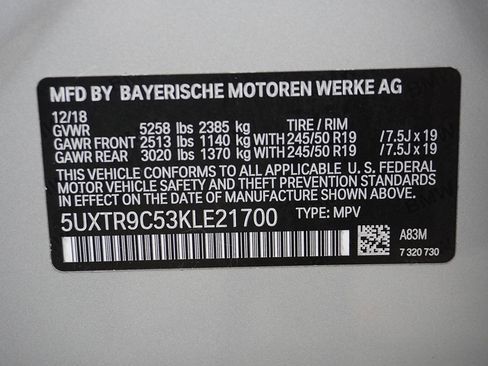 MFD BY BAYERISCHE MOTOREN WERKE AG
12/18
GVWR 5258 lbs 2385 kg TIRE / RIM
GAWR FRONT 2513 lbs 1140 kg WITH 245/50 R19 /7.5J x 19
GAWR REAR 3020 lbs 1370 kg WITH 245/50 R19 /7.5J x 19
THIS VEHICLE CONFORMS TO ALL APPLICABLE U. S. FEDERAL
MOTOR VEHICLE SAFETY AND THEFT PREVENTION STANDARDS
IN EFFECT ON THE DATE OF MANUFACTURE SHOWN ABOVE.
5UXTR9C53KLE21700 TYPE: MPV
A83M
7 320 730